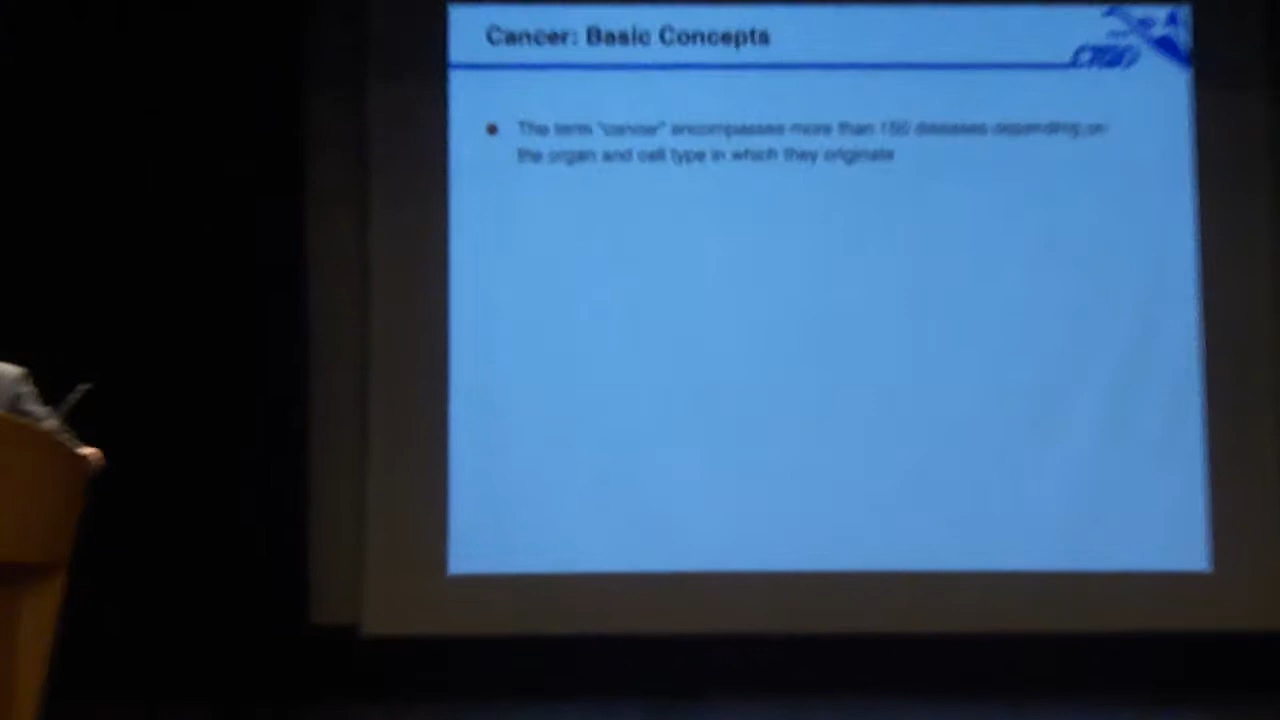 Cancer: Basic Concepts
The term "cancer" encompasses more than 150 diseases depending on
the organ and cell type in which they originate